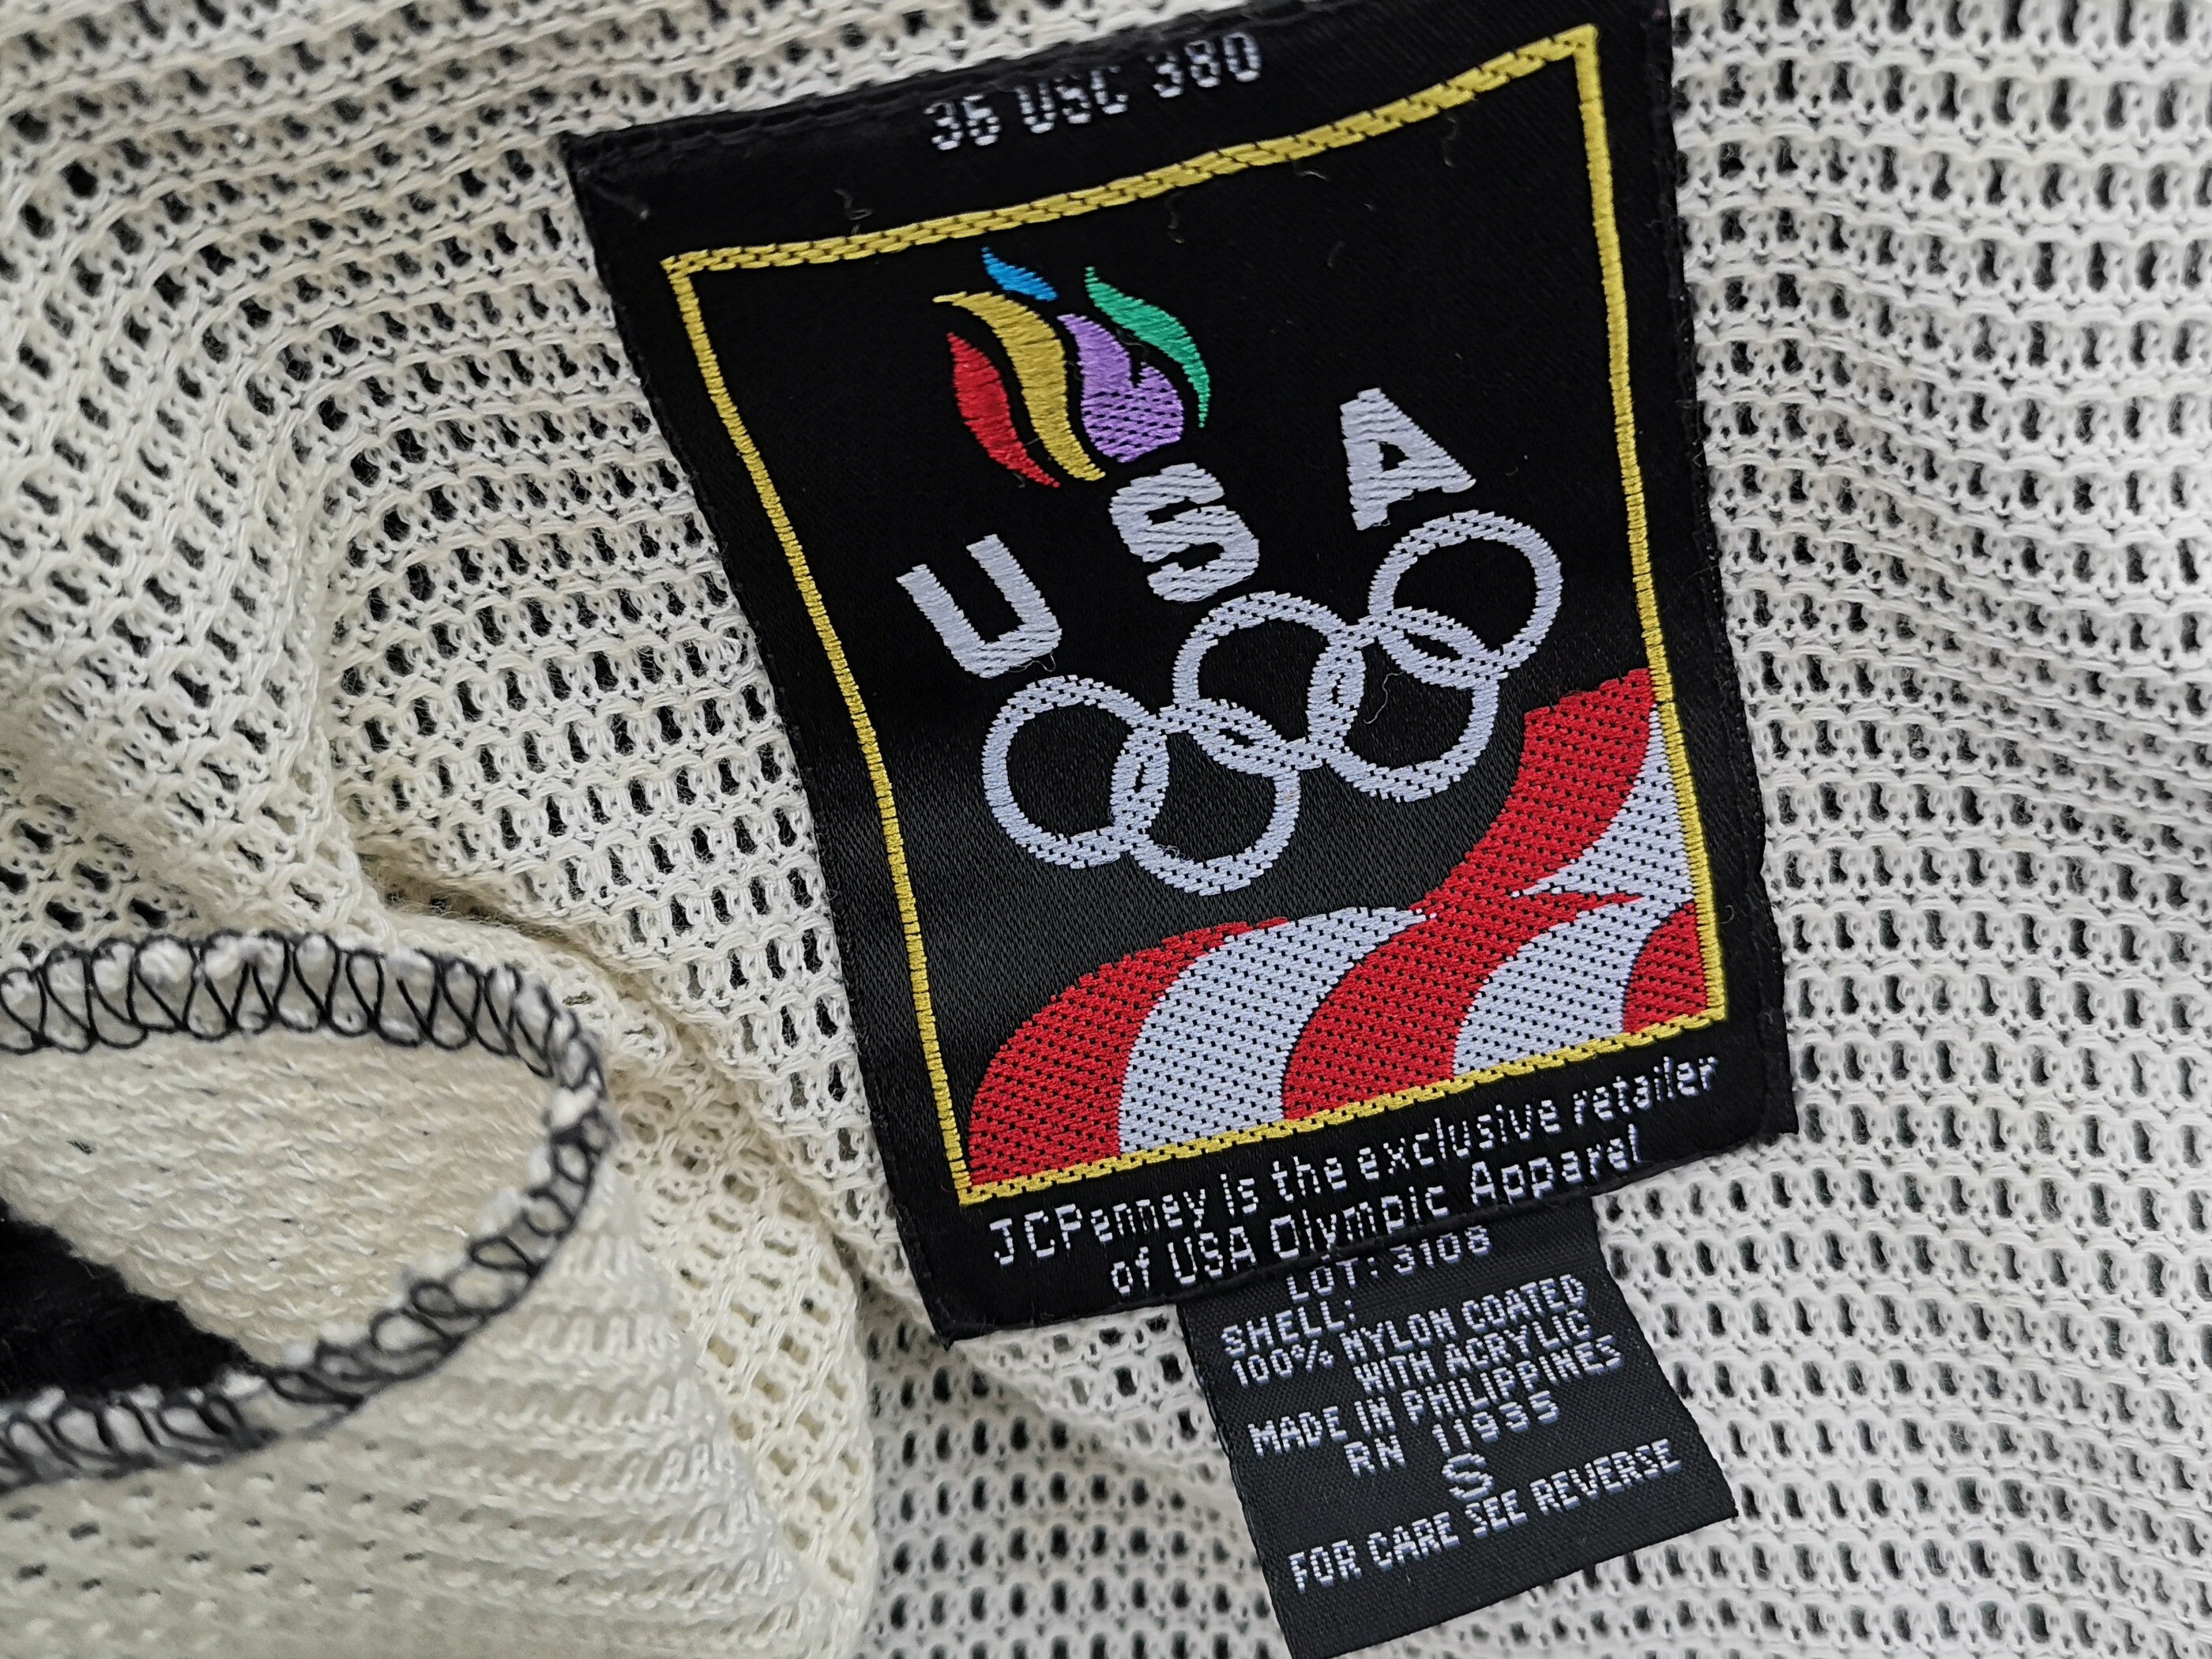 36 USC 380
USA
JCPenney is the exclusive retailer
of USA Olympic Apparel
LOT: 3108
SHELL:
100% NYLON COATED
WITH ACRYLIC
MADE IN PHILIPPINES
RN 11935
S
FOR CARE SEE REVERSE